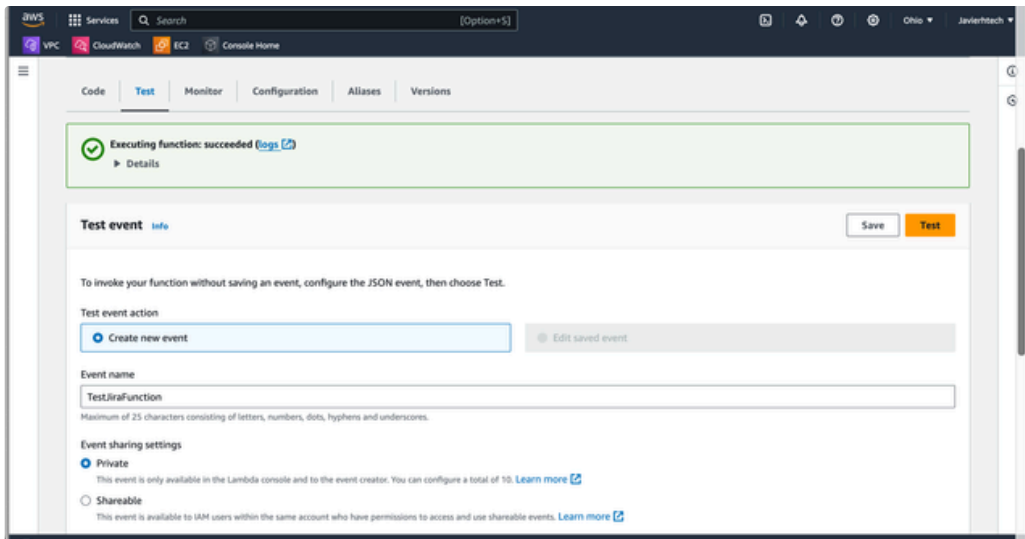 aws Services Search [Option+S] Ohio Javierhtech
VPC CloudWatch EC2 Console Home
Code Test Monitor Configuration Aliases Versions
Executing function: succeeded (logs)
Details
Test event Info Save Test
To invoke your function without saving an event, configure the JSON event, then choose Test.
Test event action
Create new event Edit saved event
Event name
TestJiraFunction
Maximum of 25 characters consisting of letters, numbers, dots, hyphens and underscores.
Event sharing settings
Private
This event is only available in the Lambda console and to the event creator. You can configure a total of 10. Learn more
Shareable
This event is available to IAM users within the same account who have permissions to access and use shareable events. Learn more